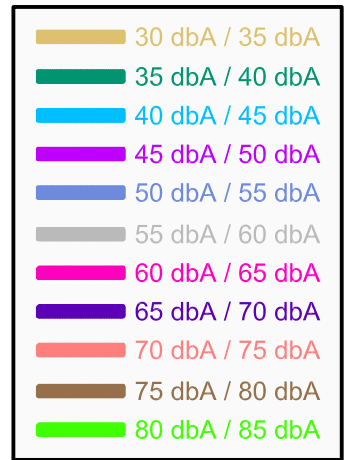 30 dbA / 35 dbA
35 dbA / 40 dbA
40 dbA / 45 dbA
45 dbA / 50 dbA
50 dbA / 55 dbA
55 dbA / 60 dbA
60 dbA / 65 dbA
65 dbA / 70 dbA
70 dbA / 75 dbA
75 dbA / 80 dbA
80 dbA / 85 dbA